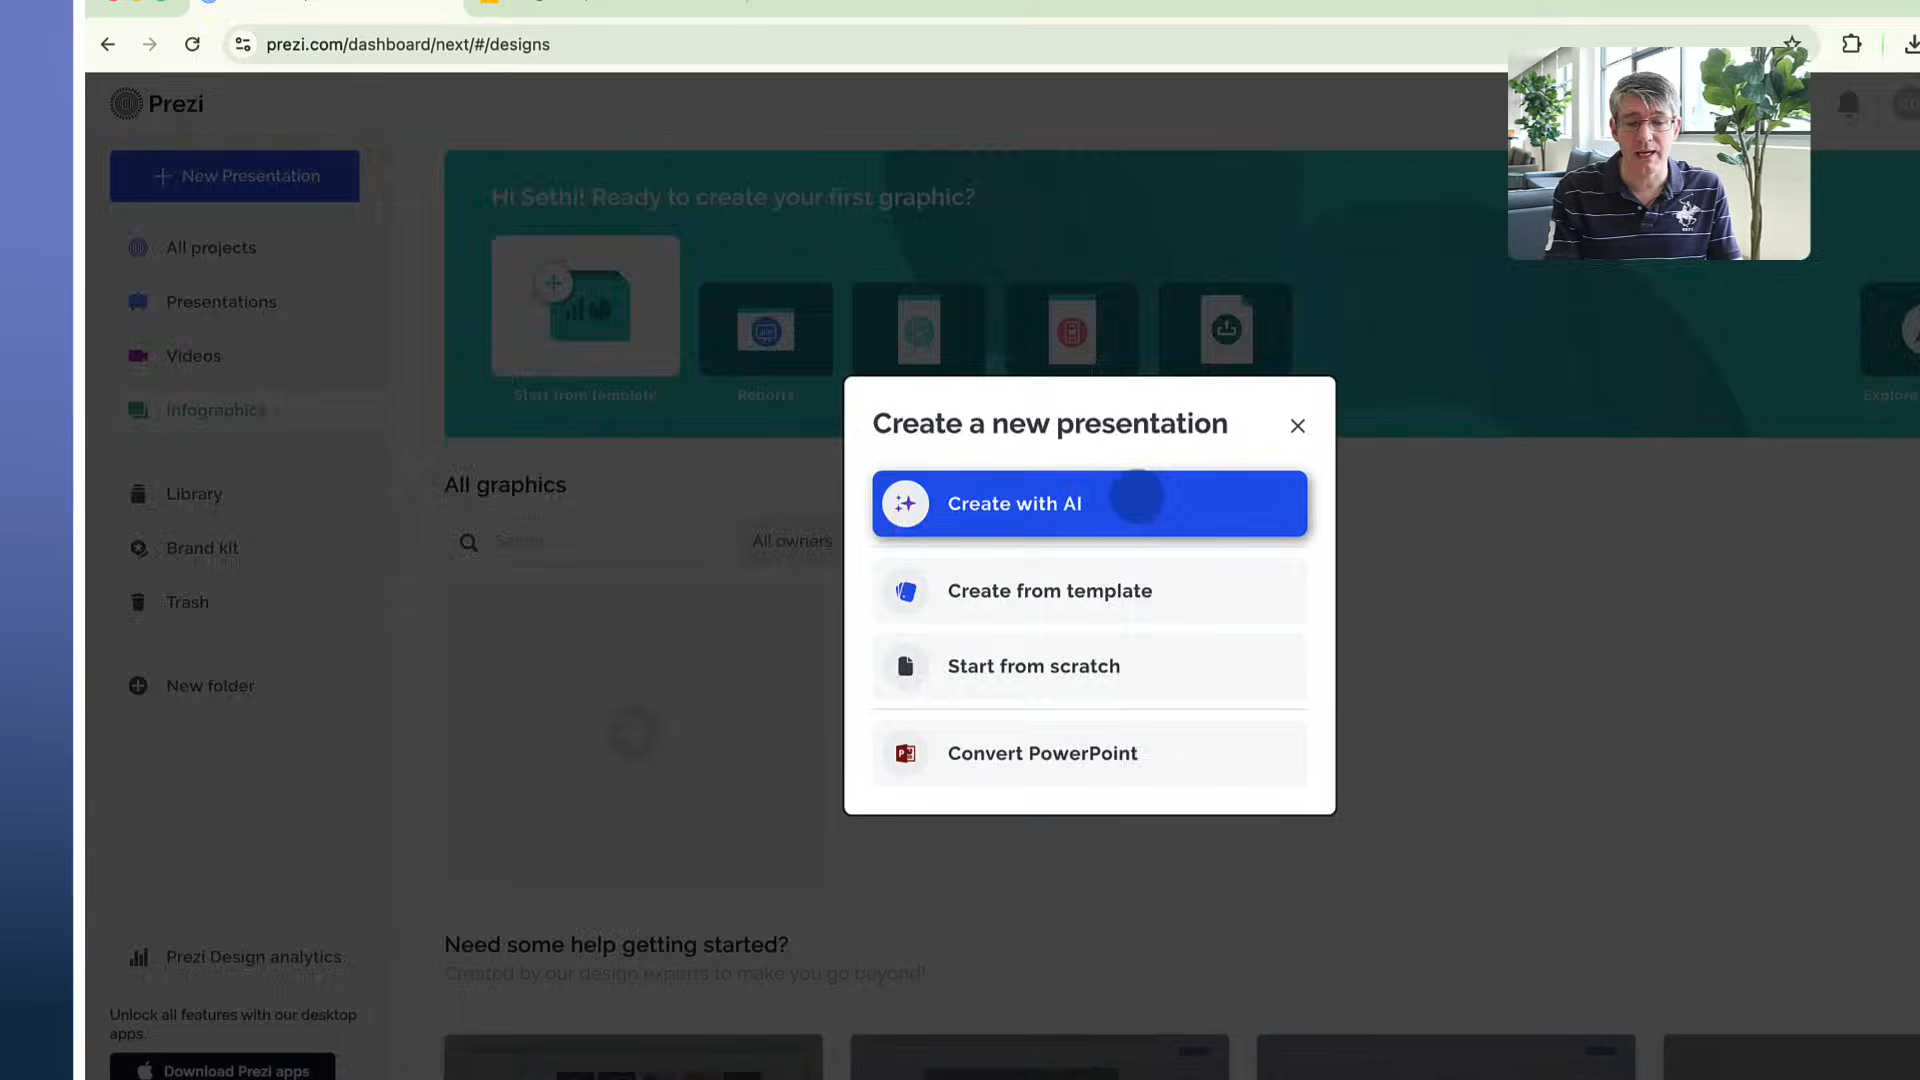 prezi.com/dashboard/next/#/designs
Prezi
New Presentation
Hi Sethi! Ready to create your first graphic?
All projects
Presentations
Videos
Infographics
Start from template
Reports
Explore
Create a new presentation
Create with AI
Create from template
Start from scratch
Convert PowerPoint
All graphics
Library
Search
All owners
Brand kit
Trash
New folder
Need some help getting started?
Created by our design experts to make you go beyond!
Prezi Design analytics
Unlock all features with our desktop
apps.
Download Prezi apps